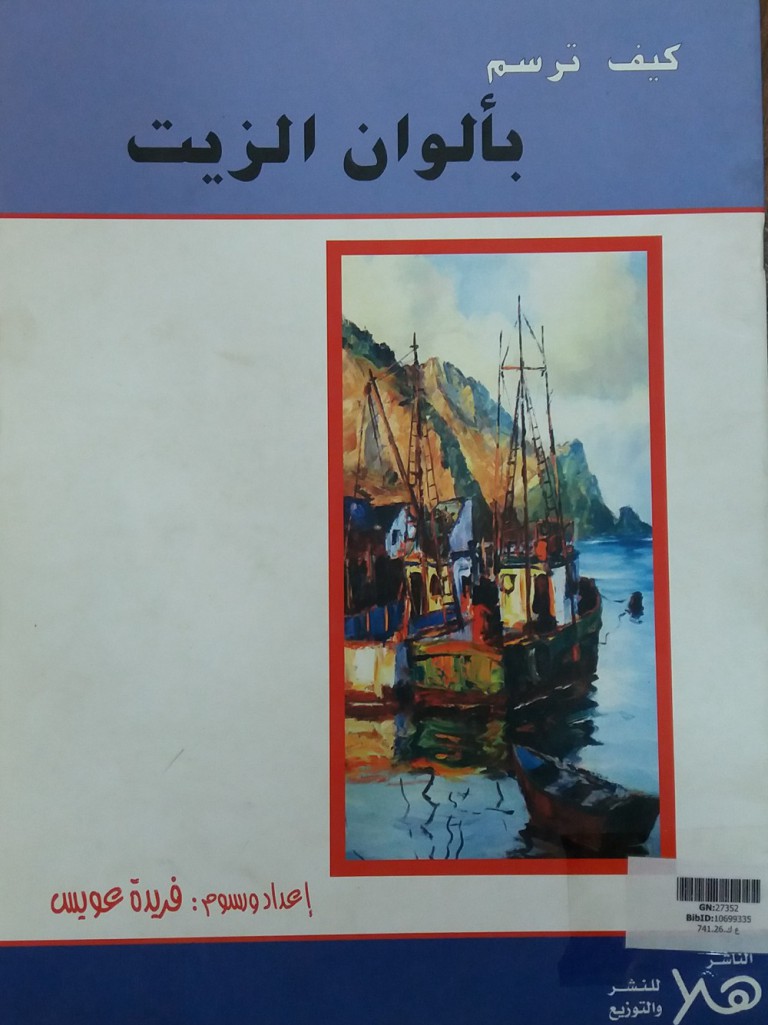 كيف ترسم
بألوان الزيت
إعداد ورسوم: فريدة عويس
GN:27352
BibID:10699335
741.26 ع ك
الناشر
هلا
للنشر
والتوزيع